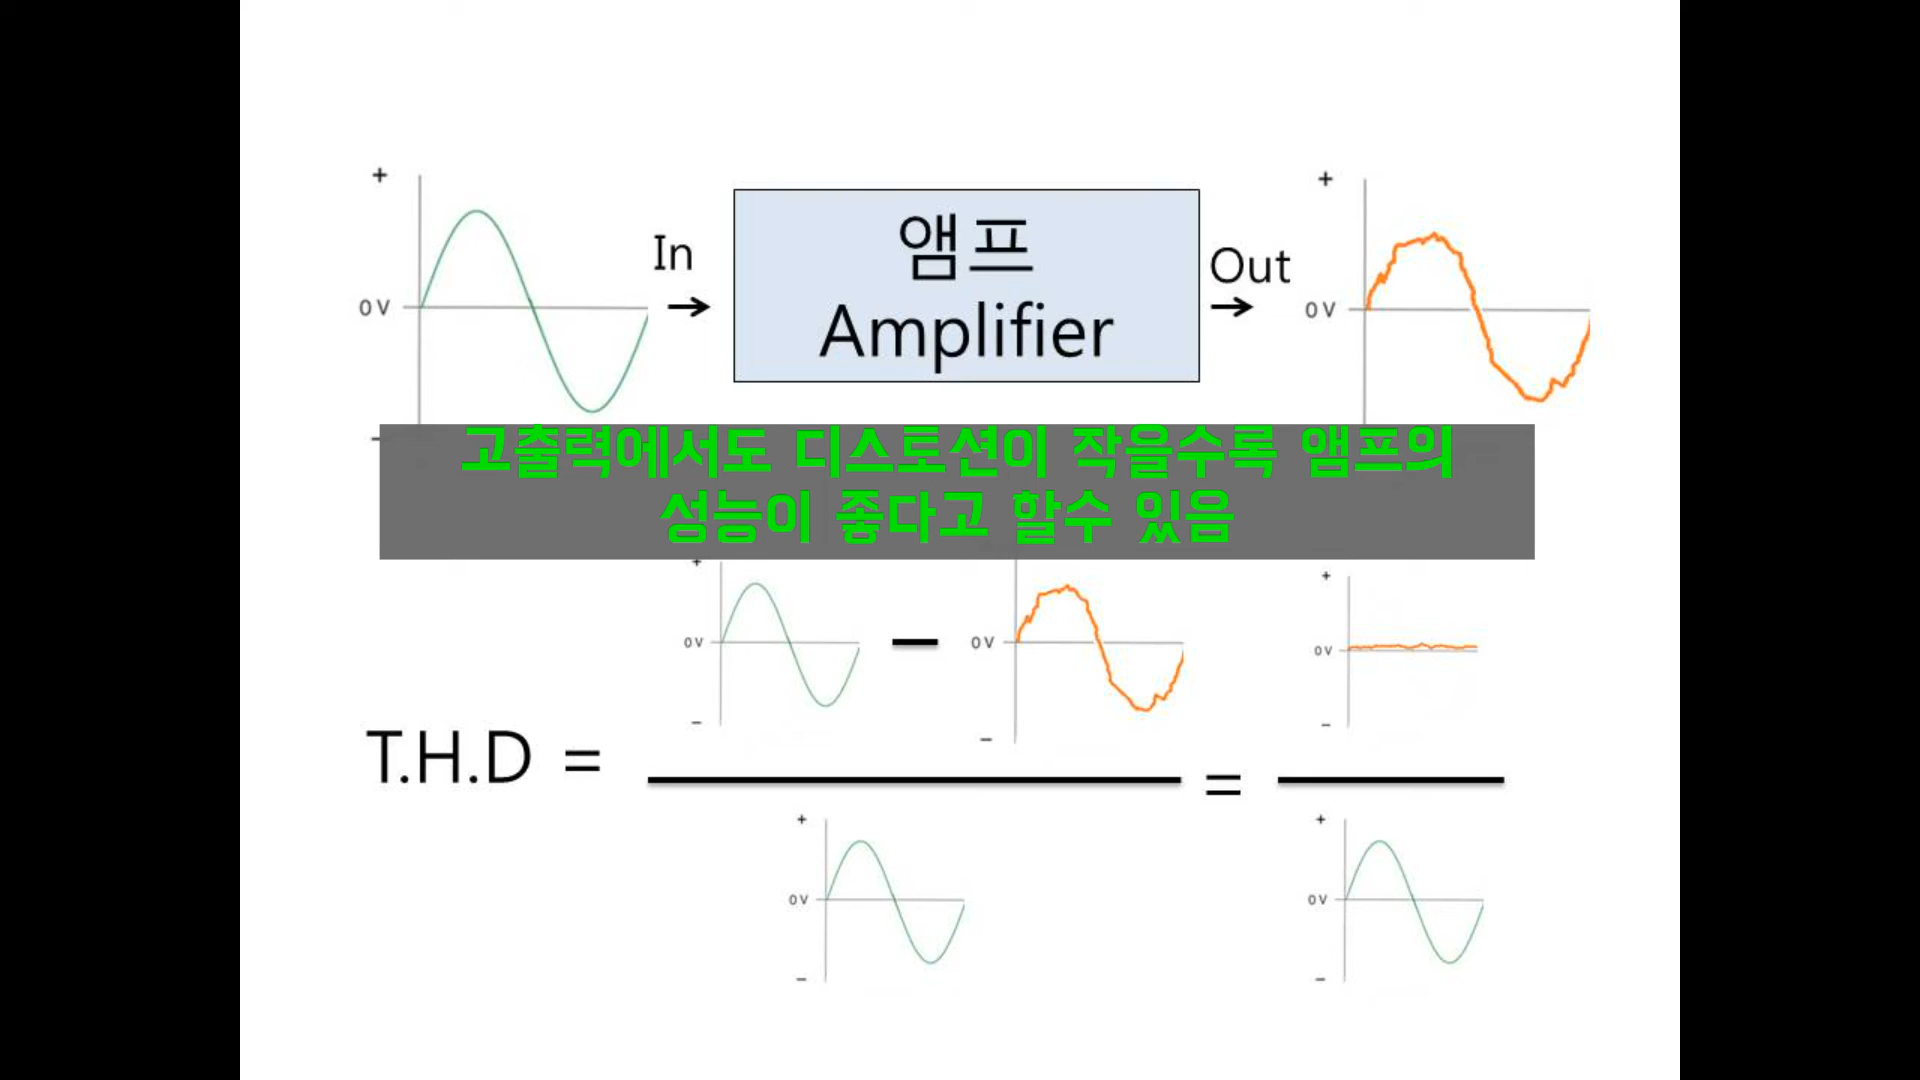 +
+
앰프
In
Out
0 V
0 V
Amplifier
-
고출력에서도 디스토션이 작을수록 앰프의
성능이 좋다고 할수 있음
+
+
0 V
-
0 V
0 V
-
-
-
T.H.D =
=
+
+
0 V
0 V
-
-